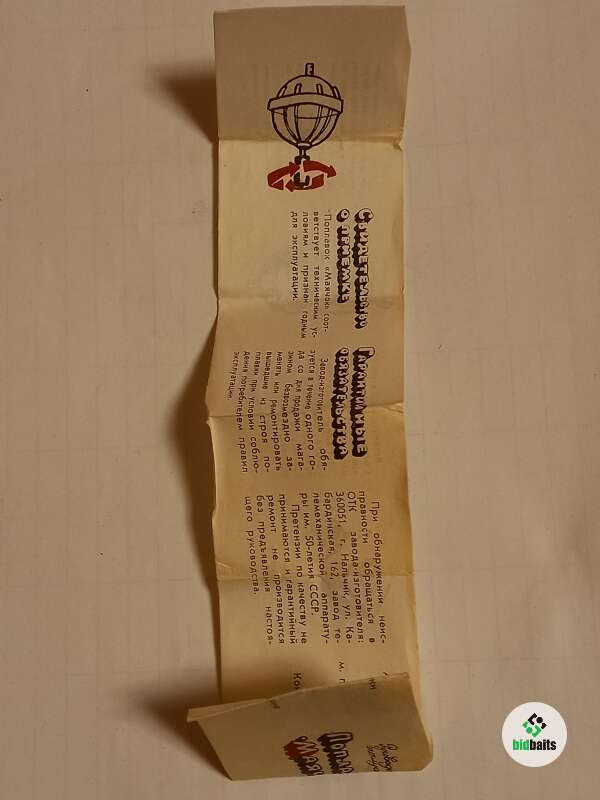 Свидетельство
о приемке
Поплавок «Маячок» соот-
ветствует техническим ус-
ловиям и признан годным
для эксплуатации.
Гарантийные
обязательства
Завод-изготовитель обя-
зуется в течение одного го-
да со дня продажи мага-
зином безвозмездно за-
менять или ремонтировать
вышедшие из строя по-
плавки при условии соблю-
дения потребителем правил
эксплуатации.
При обнаружении неис-
правности обращаться в
ОТК завода-изготовителя:
360051, г. Нальчик, ул. Ка-
бардинская, 162, завод те-
лемеханической аппарату-
ры им. 50-летия СССР.
Претензии по качеству не
принимаются и гарантийный
ремонт не производится
без предъявления настоя-
щего руководства.
bidbaits